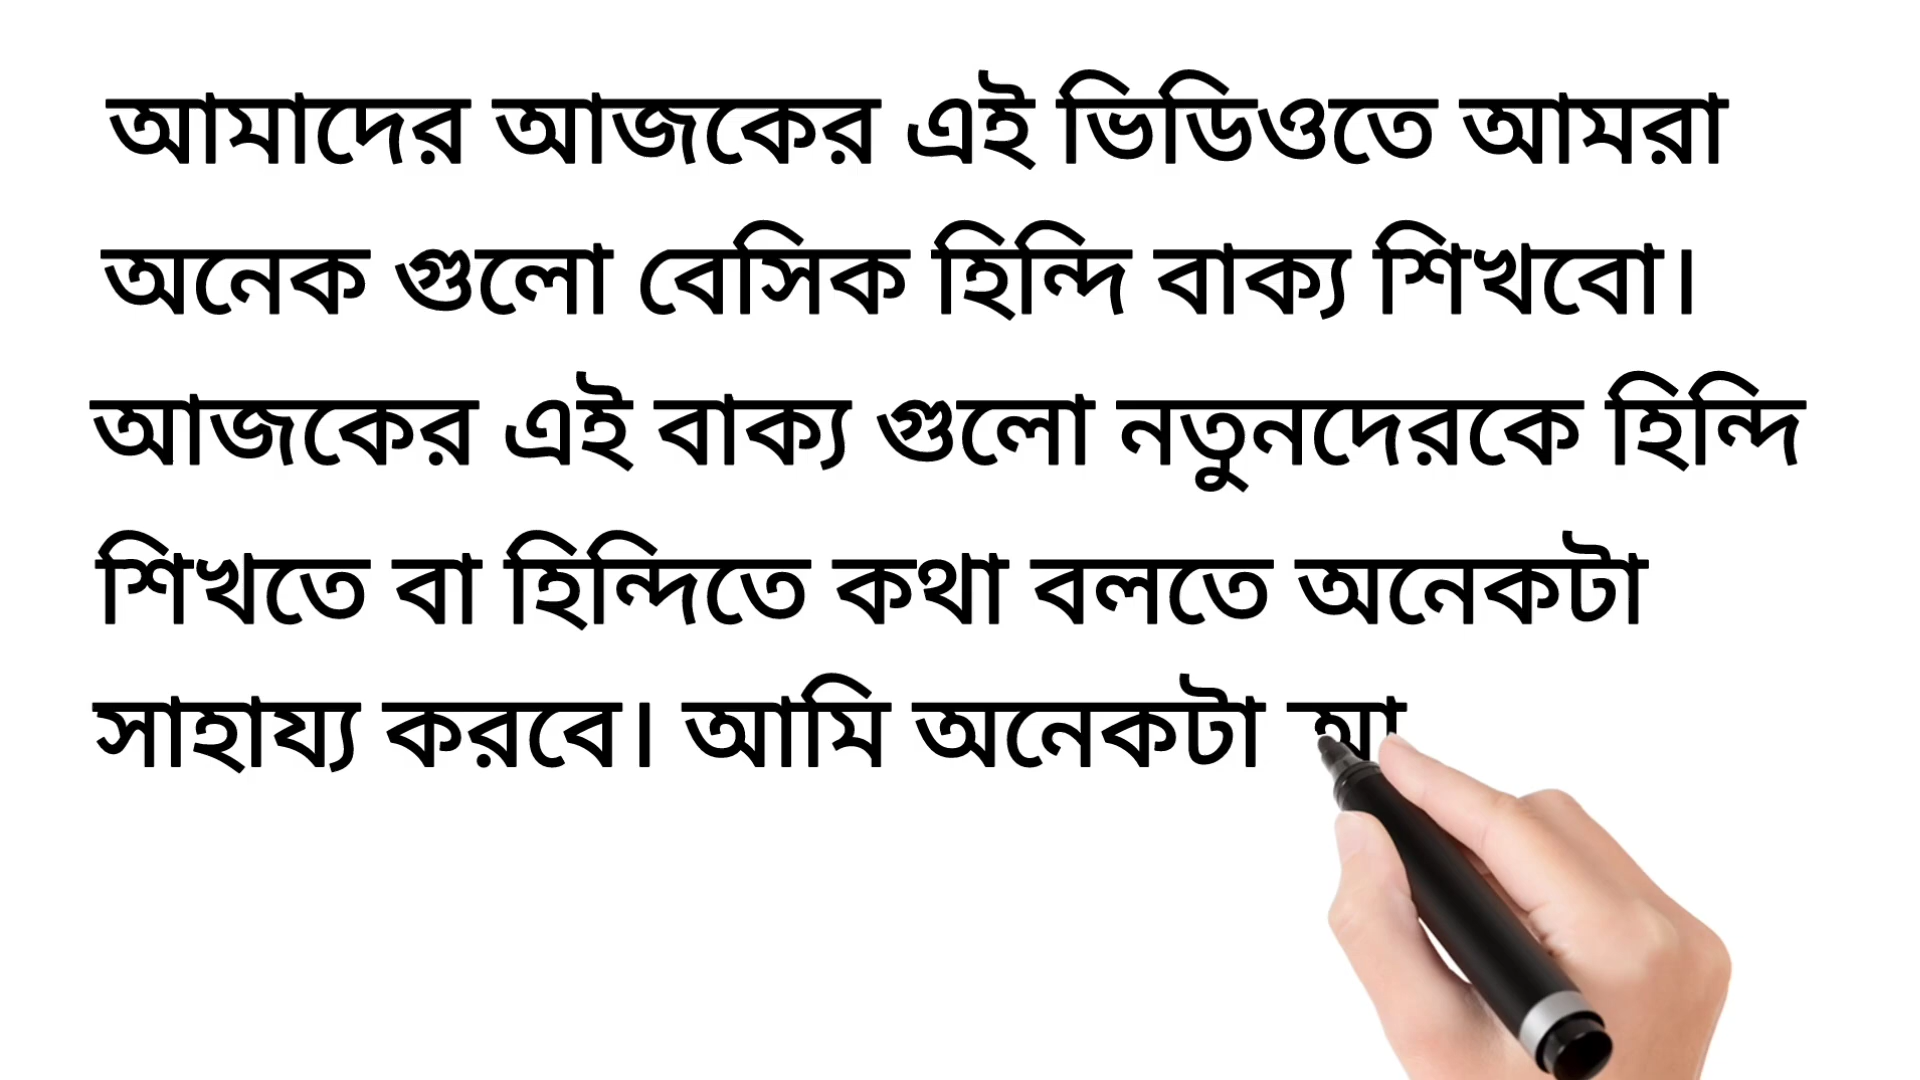 আমাদের আজকের এই ভিডিওতে আমরা
অনেক গুলো বেসিক হিন্দি বাক্য শিখবো।
আজকের এই বাক্য গুলো নতুনদেরকে হিন্দি
শিখতে বা হিন্দিতে কথা বলতে অনেকটা
সাহায্য করবে। আমি অনেকটা আ